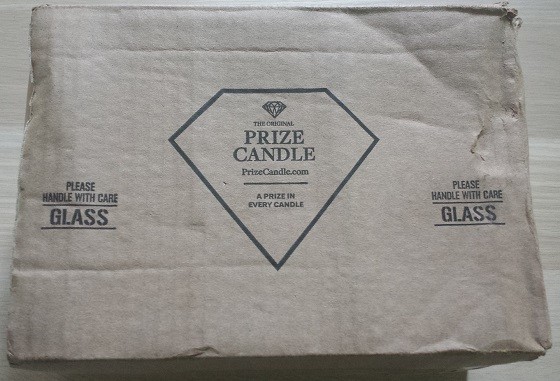 THE ORIGINAL
PRIZE
CANDLE
PrizeCandle.com
A PRIZE IN
EVERY CANDLE
PLEASE
HANDLE WITH CARE
GLASS
PLEASE
HANDLE WITH CARE
GLASS